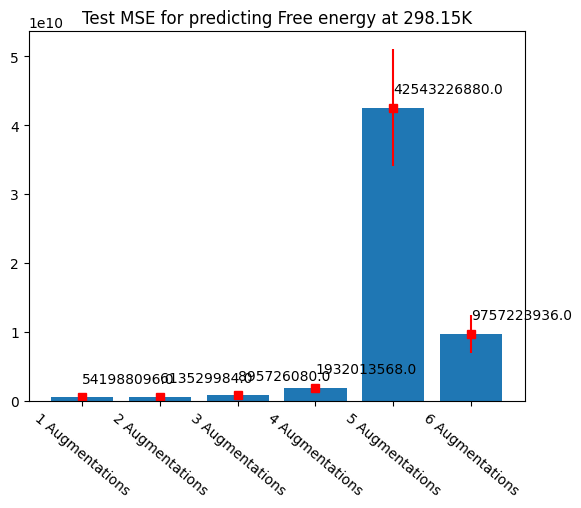 Test MSE for predicting Free energy at 298.15K
1e10
5
4
3
2
1
0
541988096.0
613529984.0
895726080.0
1932013568.0
42543226880.0
9757223936.0
1 Augmentations
2 Augmentations
3 Augmentations
4 Augmentations
5 Augmentations
6 Augmentations